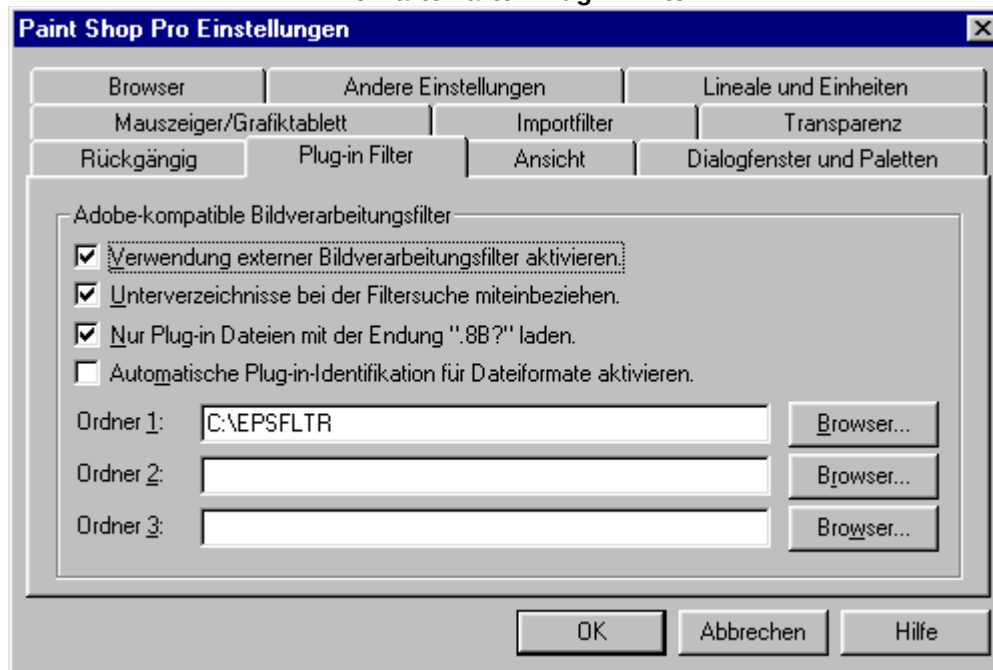 Paint Shop Pro Einstellungen
Browser Andere Einstellungen Lineale und Einheiten
Mauszeiger/Grafiktablett Importfilter Transparenz
Rückgängig Plug-in Filter Ansicht Dialogfenster und Paletten
Adobe-kompatible Bildverarbeitungsfilter
Verwendung externer Bildverarbeitungsfilter aktivieren.
Unterverzeichnisse bei der Filtersuche miteinbeziehen.
Nur Plug-in Dateien mit der Endung ".8B?" laden.
Automatische Plug-in-Identifikation für Dateiformate aktivieren.
Ordner 1: C:\EPSFLTR Browser...
Ordner 2: Browser...
Ordner 3: Browser...
OK Abbrechen Hilfe